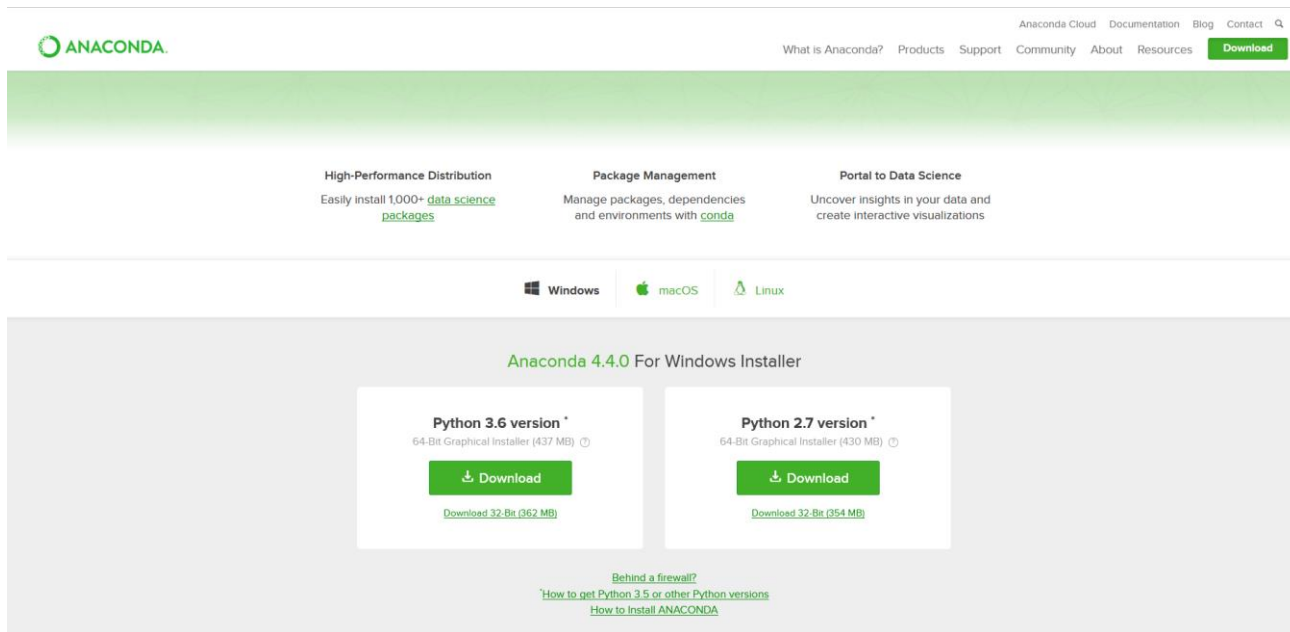 Anaconda Cloud Documentation Blog Contact
ANACONDA.
What is Anaconda? Products Support Community About Resources Download
High-Performance Distribution
Easily install 1,000+ data science
packages
Package Management
Manage packages, dependencies
and environments with conda
Portal to Data Science
Uncover insights in your data and
create interactive visualizations
Windows macOS Linux
Anaconda 4.4.0 For Windows Installer
Python 3.6 version *
64-Bit Graphical Installer (437 MB) ?
Download
Download 32-Bit (362 MB)
Python 2.7 version *
64-Bit Graphical Installer (430 MB) ?
Download
Download 32-Bit (354 MB)
Behind a firewall?
*How to get Python 3.5 or other Python versions
How to Install ANACONDA